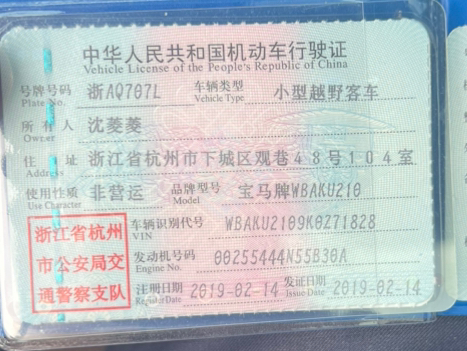 中华人民共和国机动车行驶证
Vehicle License of the People's Republic of China
号牌号码 浙AQ707L 车辆类型 小型越野客车
Plate No. Vehicle Type
所有人 沈菱菱
Owner
住址 浙江省杭州市下城区观巷48号104室
Address
使用性质 非营运 品牌型号 宝马牌WBAKU210
Use Character Model
车辆识别代号 WBAKU2109K0Z71828
VIN
发动机号码 00255444N55B30A
Engine No.
注册日期 2019-02-14 发证日期 2019-02-14
Register Date Issue Date
浙江省杭州
市公安局交
通警察支队